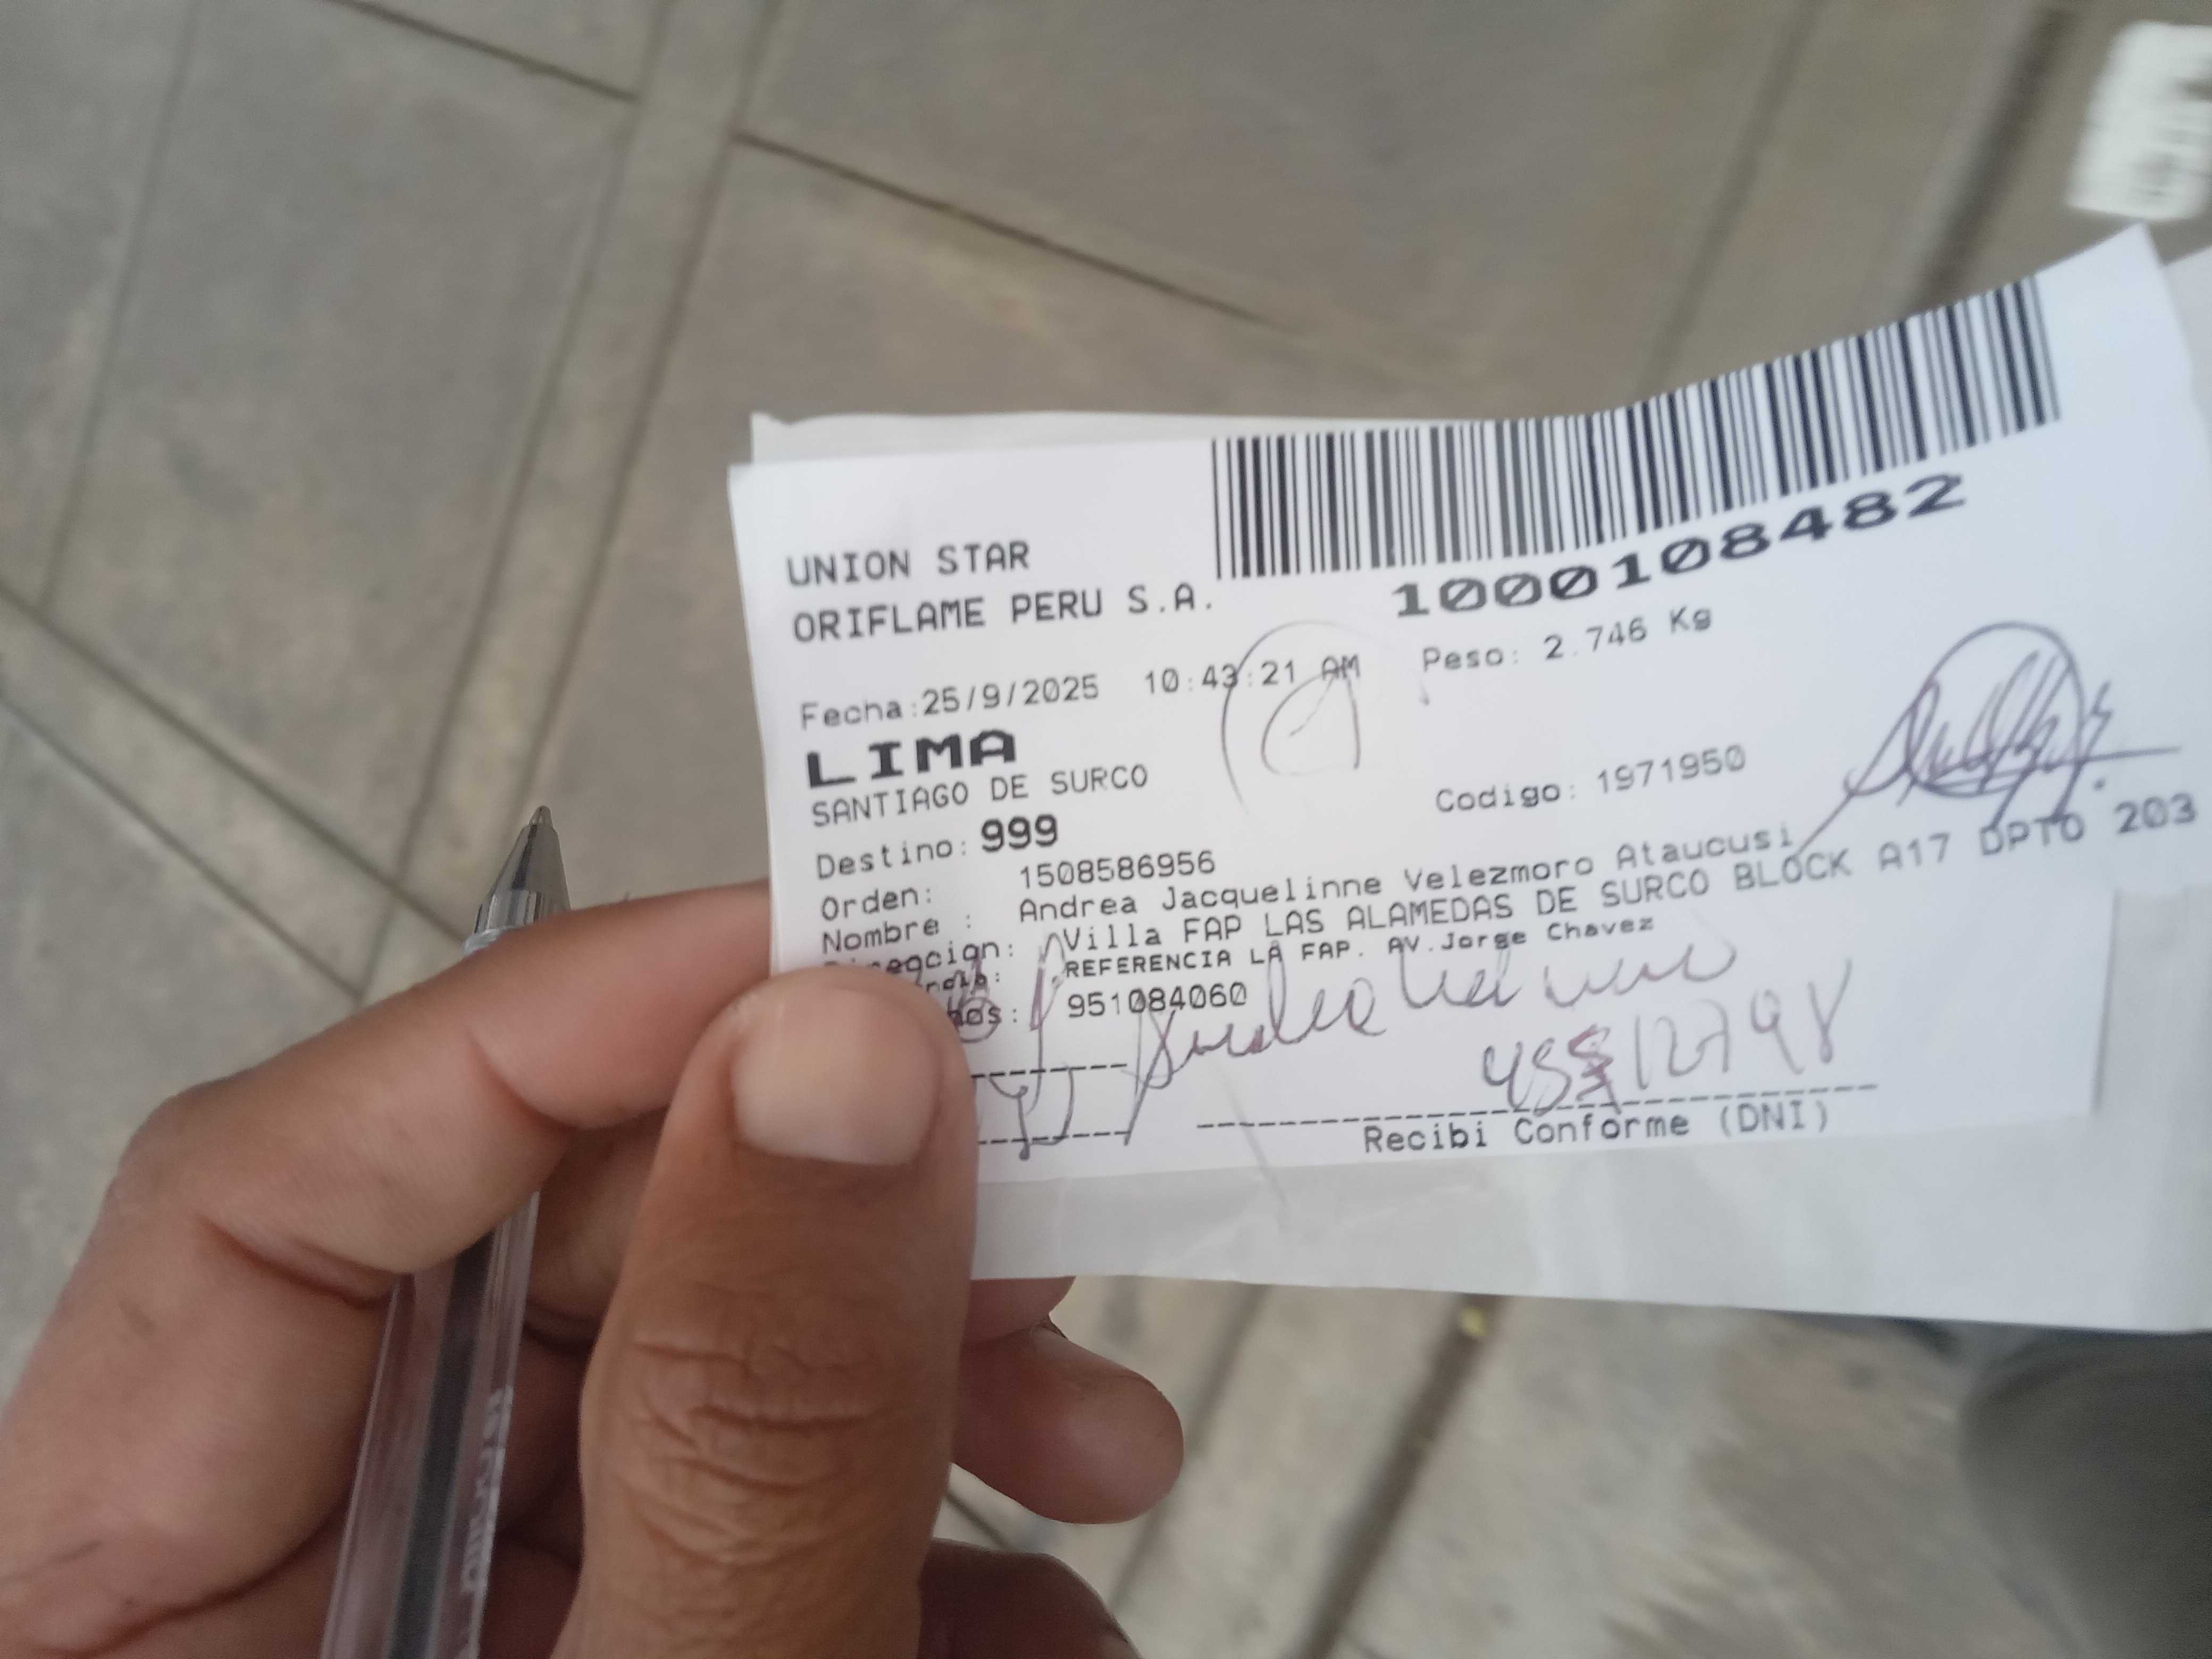 1000108482
UNION STAR
ORIFLAME PERU S.A.
Fecha:25/9/2025 10:43:21 AM Peso: 2.746 Kg
LIMA
SANTIAGO DE SURCO
Codigo: 1971950
Destino: 999
Orden: 1508586956
Nombre : Andrea Jacquelinne Velezmoro Ataucusi
Villa FAP LAS ALAMEDAS DE SURCO BLOCK A17 DPTO 203
REFERENCIA LA FAP. AV.Jorge Chavez
951084060
Recibi Conforme (DNI)